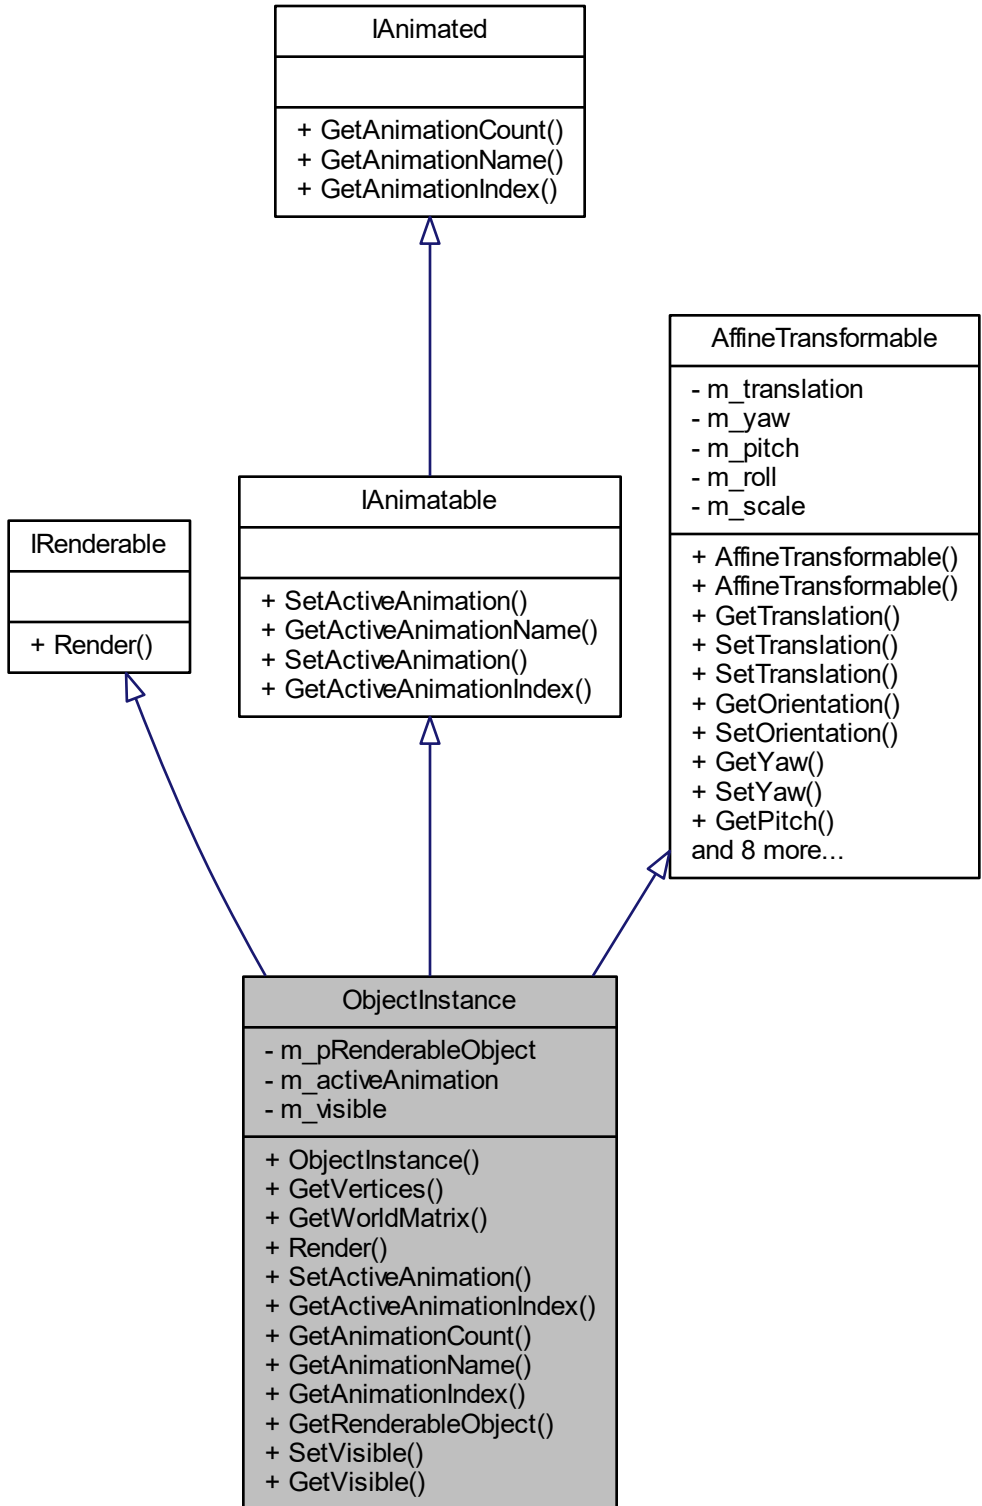 IAnimated
+ GetAnimationCount()
+ GetAnimationName()
+ GetAnimationIndex()
AffineTransformable
- m_translation
- m_yaw
- m_pitch
- m_roll
- m_scale
+ AffineTransformable()
+ AffineTransformable()
+ GetTranslation()
+ SetTranslation()
+ SetTranslation()
+ GetOrientation()
+ SetOrientation()
+ GetYaw()
+ SetYaw()
+ GetPitch()
and 8 more...
IAnimatable
+ SetActiveAnimation()
+ GetActiveAnimationName()
+ SetActiveAnimation()
+ GetActiveAnimationIndex()
IRenderable
+ Render()
ObjectInstance
- m_pRenderableObject
- m_activeAnimation
- m_visible
+ ObjectInstance()
+ GetVertices()
+ GetWorldMatrix()
+ Render()
+ SetActiveAnimation()
+ GetActiveAnimationIndex()
+ GetAnimationCount()
+ GetAnimationName()
+ GetAnimationIndex()
+ GetRenderableObject()
+ SetVisible()
+ GetVisible()